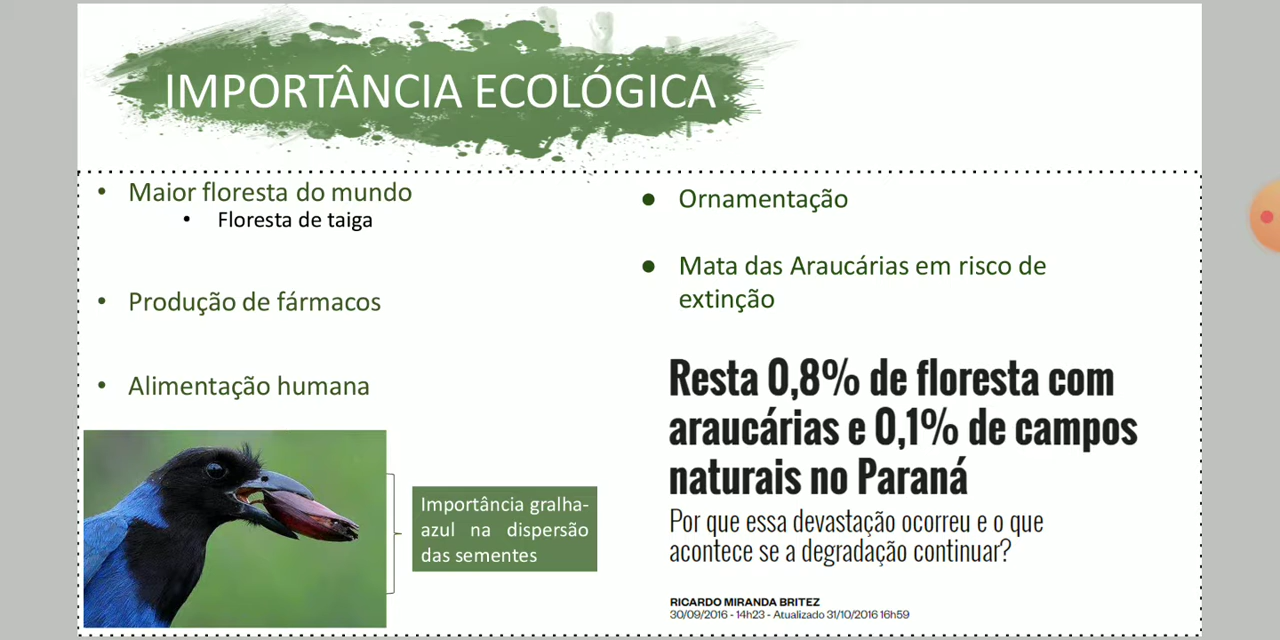 IMPORTÂNCIA ECOLÓGICA
• Maior floresta do mundo
• Floresta de taiga
• Produção de fármacos
• Alimentação humana
Importância gralha-
azul na dispersão
das sementes
● Ornamentação
● Mata das Araucárias em risco de
extinção
Resta 0,8% de floresta com
araucárias e 0,1% de campos
naturais no Paraná
Por que essa devastação ocorreu e o que
acontece se a degradação continuar?
RICARDO MIRANDA BRITEZ
30/09/2016 - 14h23 - Atualizado 31/10/2016 16h59